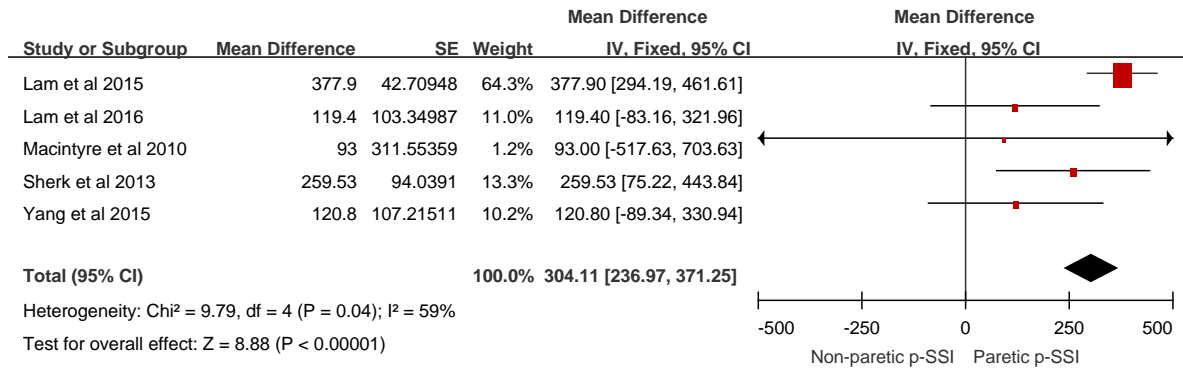 Mean Difference Mean Difference
Study or Subgroup Mean Difference SE Weight IV, Fixed, 95% CI IV, Fixed, 95% CI
Lam et al 2015 377.9 42.70948 64.3% 377.90 [294.19, 461.61]
Lam et al 2016 119.4 103.34987 11.0% 119.40 [-83.16, 321.96]
Macintyre et al 2010 93 311.55359 1.2% 93.00 [-517.63, 703.63]
Sherk et al 2013 259.53 94.0391 13.3% 259.53 [75.22, 443.84]
Yang et al 2015 120.8 107.21511 10.2% 120.80 [-89.34, 330.94]
Total (95% CI) 100.0% 304.11 [236.97, 371.25]
Heterogeneity: Chi² = 9.79, df = 4 (P = 0.04); I² = 59%
Test for overall effect: Z = 8.88 (P < 0.00001)
-500 -250 0 250 500
Non-paretic p-SSI Paretic p-SSI